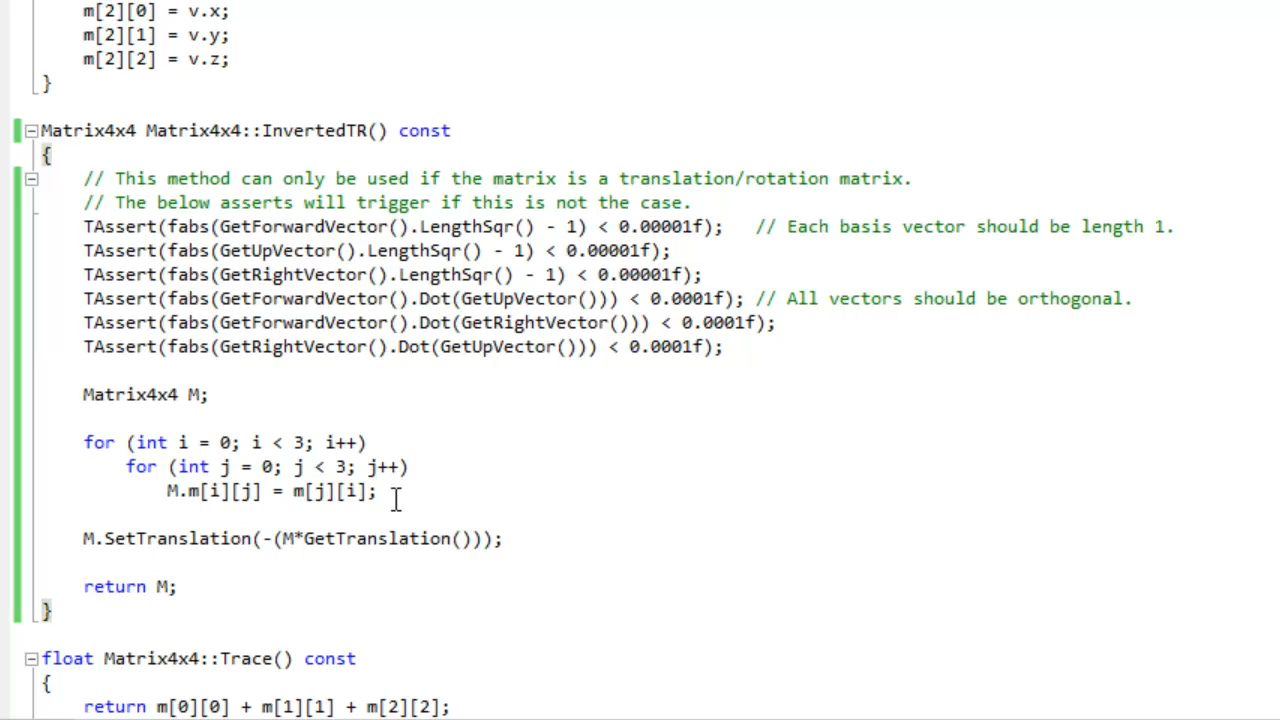 m[2][0] = v.x;
    m[2][1] = v.y;
    m[2][2] = v.z;
}
Matrix4x4 Matrix4x4::InvertedTR() const
{
    // This method can only be used if the matrix is a translation/rotation matrix.
    // The below asserts will trigger if this is not the case.
    TAssert(fabs(GetForwardVector().LengthSqr() - 1) < 0.00001f);   // Each basis vector should be length 1.
    TAssert(fabs(GetUpVector().LengthSqr() - 1) < 0.00001f);
    TAssert(fabs(GetRightVector().LengthSqr() - 1) < 0.00001f);
    TAssert(fabs(GetForwardVector().Dot(GetUpVector())) < 0.0001f); // All vectors should be orthogonal.
    TAssert(fabs(GetForwardVector().Dot(GetRightVector())) < 0.0001f);
    TAssert(fabs(GetRightVector().Dot(GetUpVector())) < 0.0001f);
    Matrix4x4 M;
    for (int i = 0; i < 3; i++)
        for (int j = 0; j < 3; j++)
            M.m[i][j] = m[j][i];
    M.SetTranslation(-(M*GetTranslation()));
    return M;
}
float Matrix4x4::Trace() const
{
    return m[0][0] + m[1][1] + m[2][2];